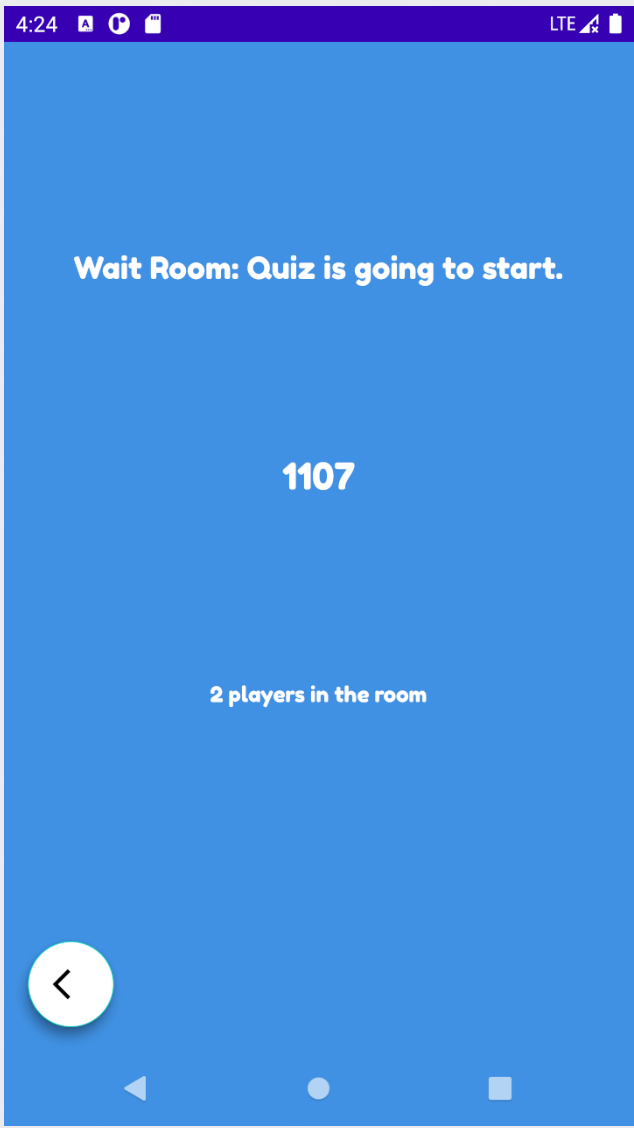 4:24
LTE
Wait Room: Quiz is going to start.
1107
2 players in the room